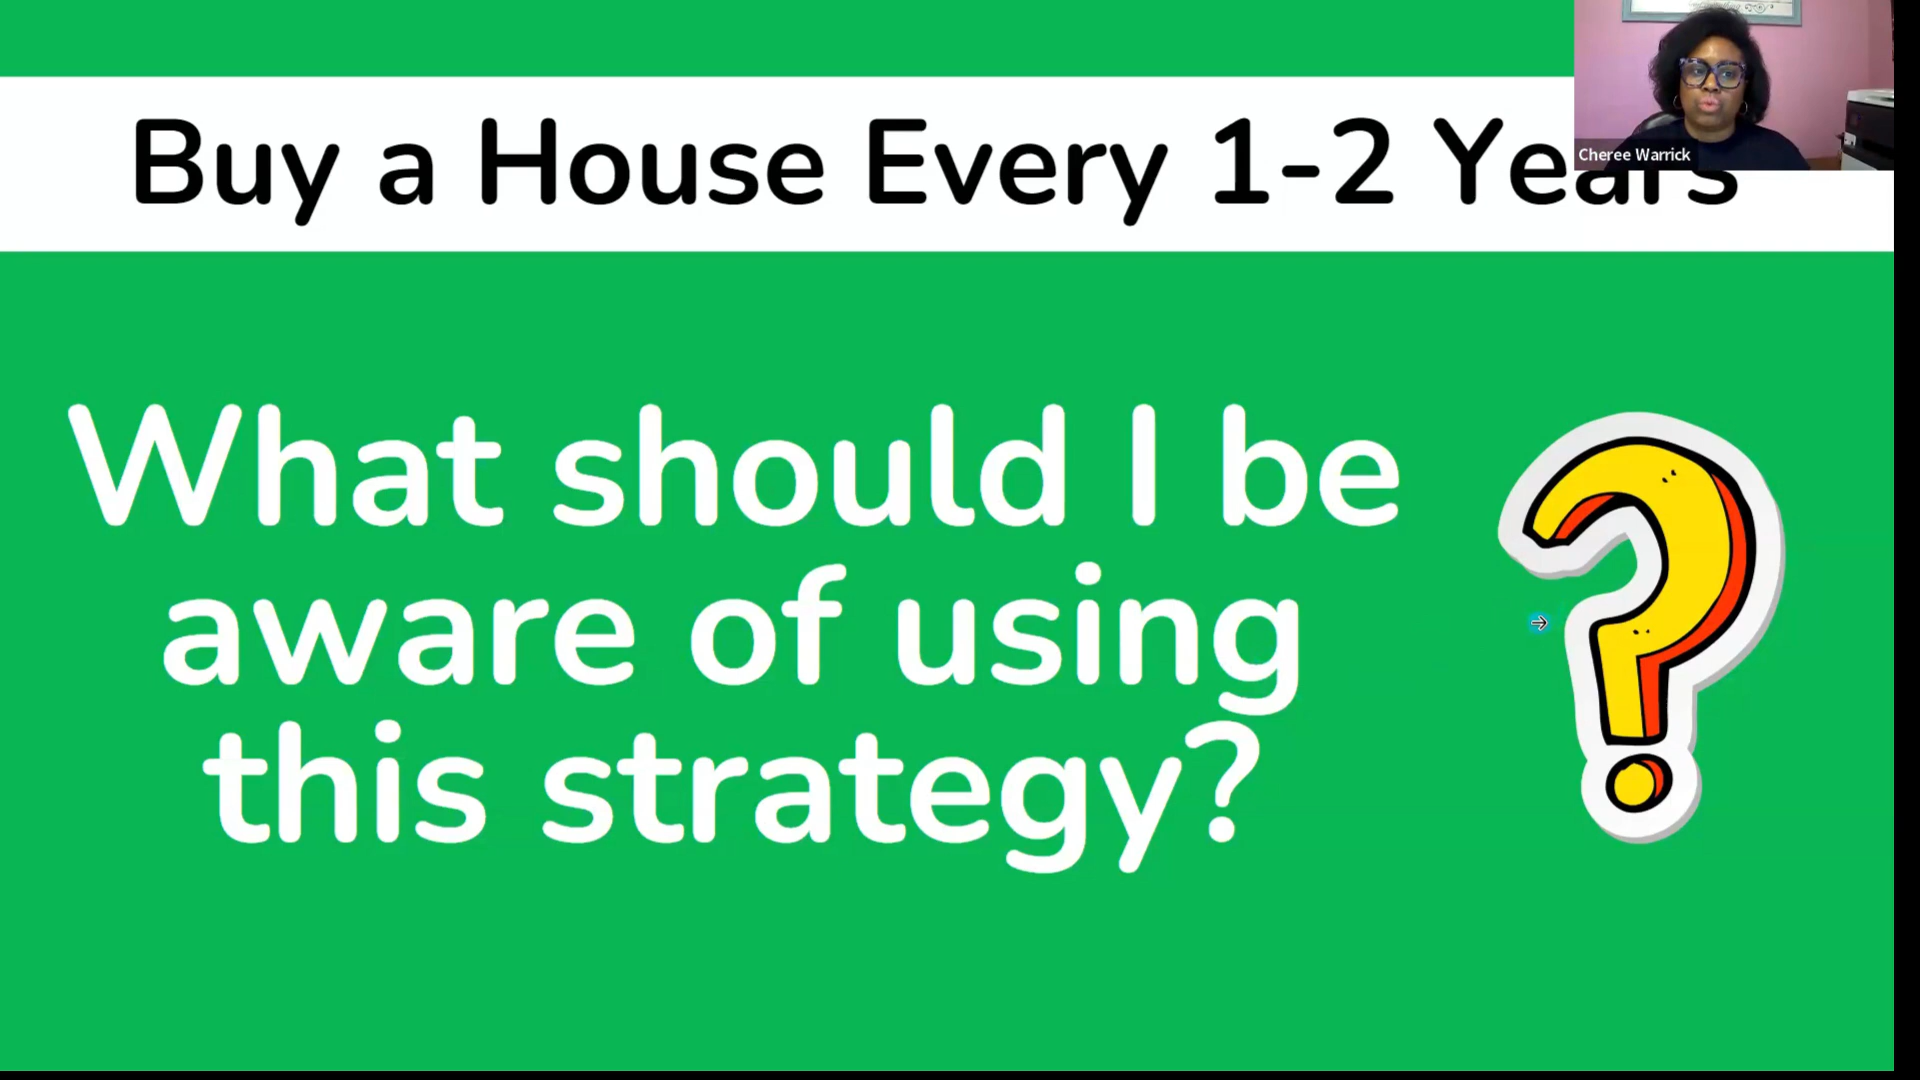 Buy a House Every 1-2 Years
Cheree Warrick
What should I be
aware of using
this strategy?